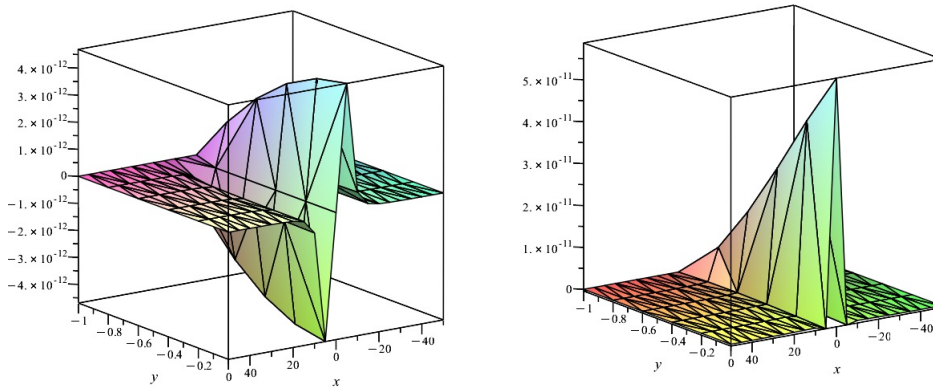 4. × 10⁻¹²
3. × 10⁻¹²
2. × 10⁻¹²
1. × 10⁻¹²
0
−1. × 10⁻¹²
−2. × 10⁻¹²
−3. × 10⁻¹²
−4. × 10⁻¹²
−1
−0.8
−0.6
−0.4
−0.2
0
y
40
20
0
−20
−40
x
5. × 10⁻¹¹
4. × 10⁻¹¹
3. × 10⁻¹¹
2. × 10⁻¹¹
1. × 10⁻¹¹
0
−1
−0.8
−0.6
−0.4
−0.2
0
y
40
20
0
−20
−40
x